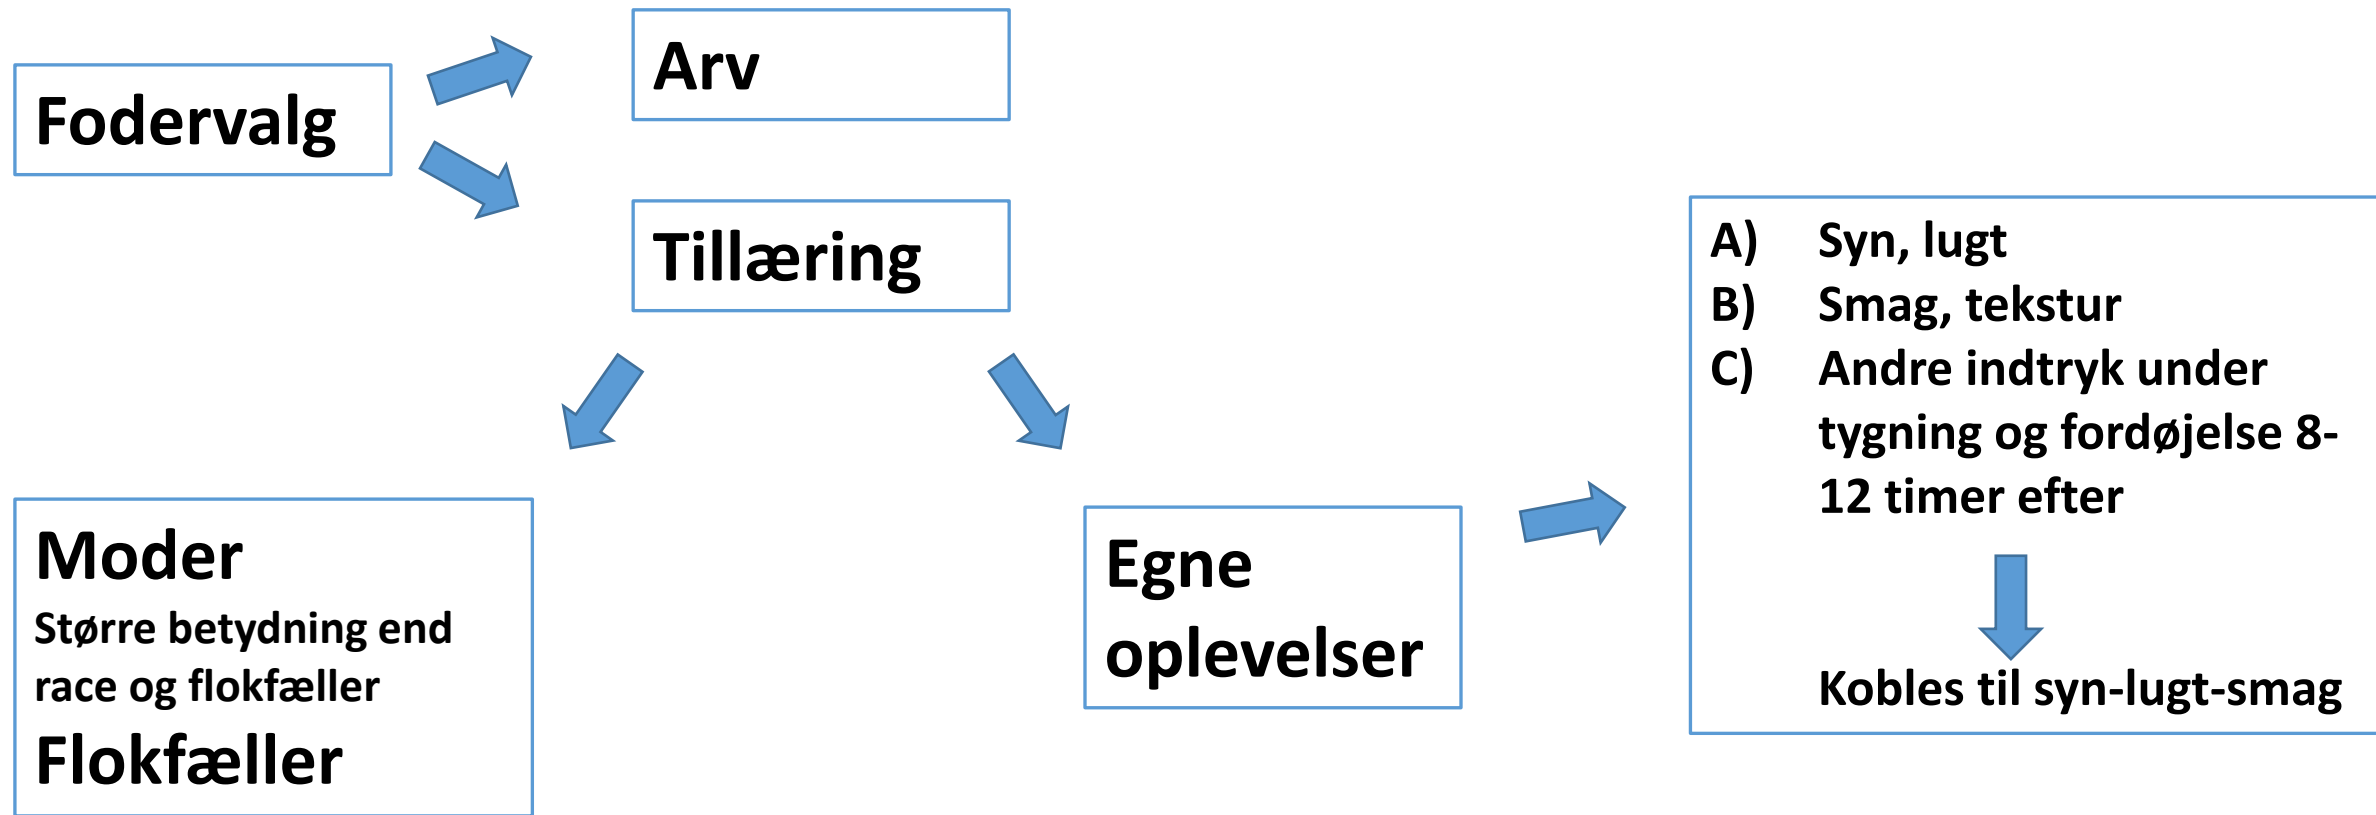 Fodervalg
Arv
Tillæring
Moder
Større betydning end
race og flokfæller
Flokfæller
Egne
oplevelser
A) Syn, lugt
B) Smag, tekstur
C) Andre indtryk under
tygning og fordøjelse 8-
12 timer efter
Kobles til syn-lugt-smag